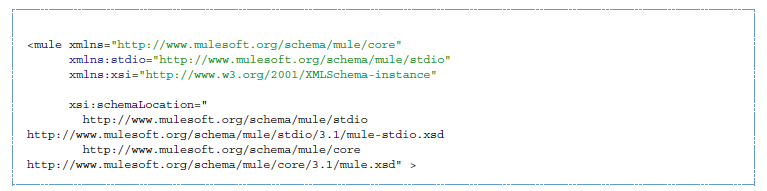 <mule xmlns="http://www.mulesoft.org/schema/mule/core"
xmlns:stdio="http://www.mulesoft.org/schema/mule/stdio"
xmlns:xsi="http://www.w3.org/2001/XMLSchema-instance"
xsi:schemaLocation="
http://www.mulesoft.org/schema/mule/stdio
http://www.mulesoft.org/schema/mule/stdio/3.1/mule-stdio.xsd
http://www.mulesoft.org/schema/mule/core
http://www.mulesoft.org/schema/mule/core/3.1/mule.xsd" >